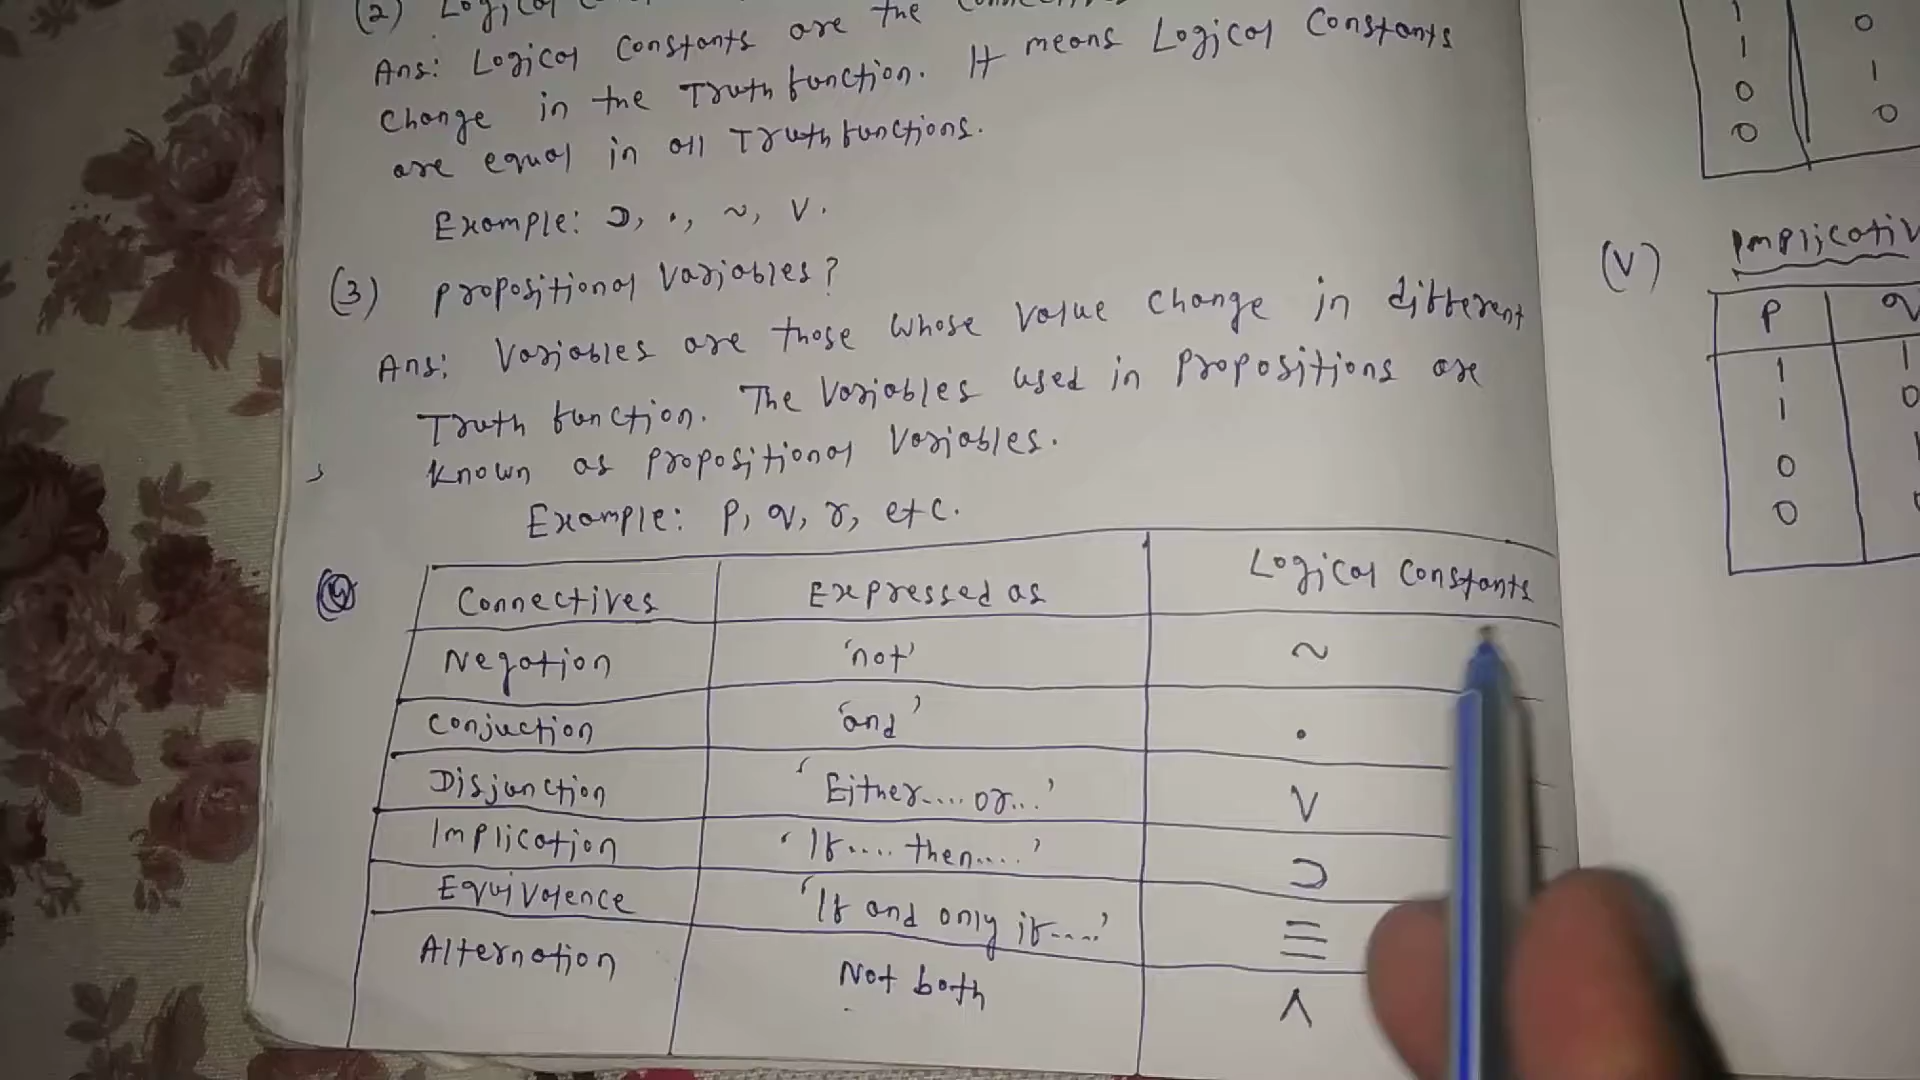 (2) Logical
Ans: Logical Constants are the
change in the Truth function. It means Logical Constants
are equal in all Truth functions.
Example: ⊃, ., ~, V.
(3) Propositional Variables?
Ans: Variables are those whose value change in different
Truth function. The Variables used in Propositions are
known as Propositional Variables.
Example: P, q, r, etc.
(4)
Connectives Expressed as Logical Constants
Negation 'not' ~
Conjuction 'and' .
Disjunction 'Either.... or...' V
Implication 'If.... then....' ⊃
Equivalence 'If and only if....' ≡
Alternation Not both ∧
1 0
1 1
0 0
0
(V)
P q
1 1
1 0
0
0